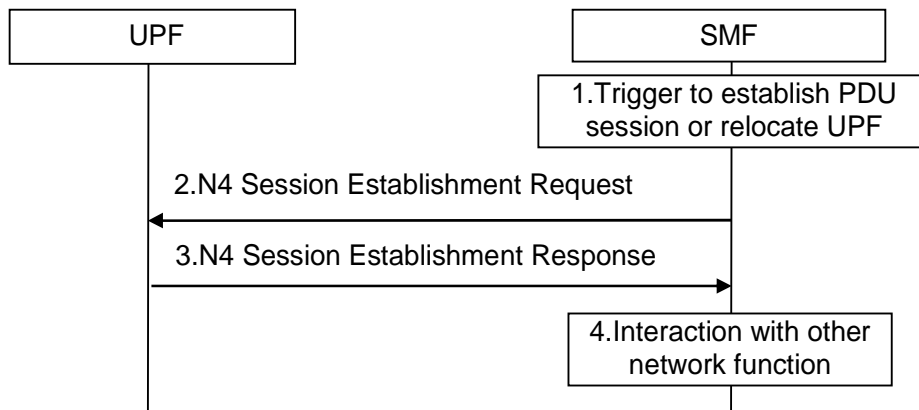 UPF
SMF
1.Trigger to establish PDU
session or relocate UPF
2.N4 Session Establishment Request
3.N4 Session Establishment Response
4.Interaction with other
network function